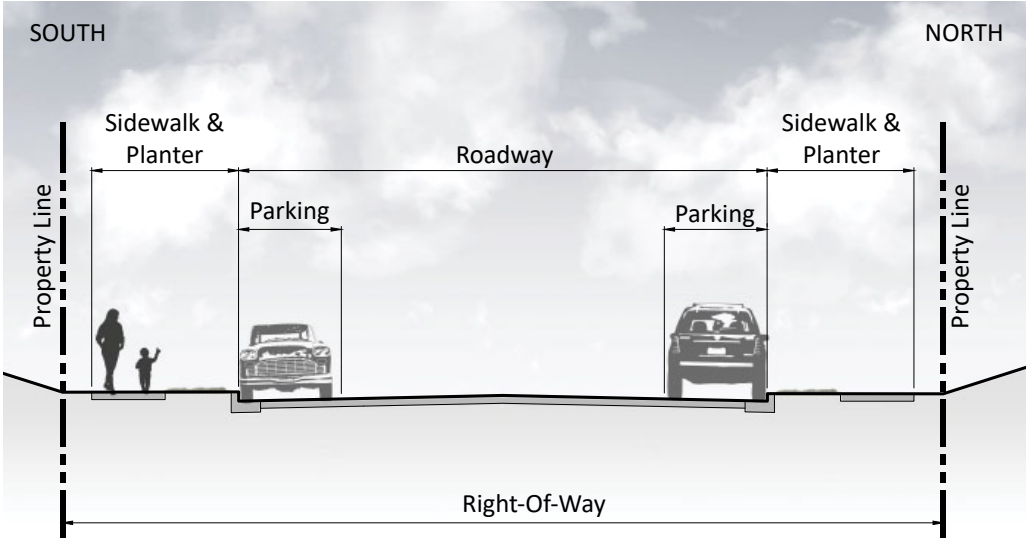 SOUTH
NORTH
Sidewalk &
Planter
Roadway
Sidewalk &
Planter
Parking
Parking
Property Line
Property Line
Right-Of-Way